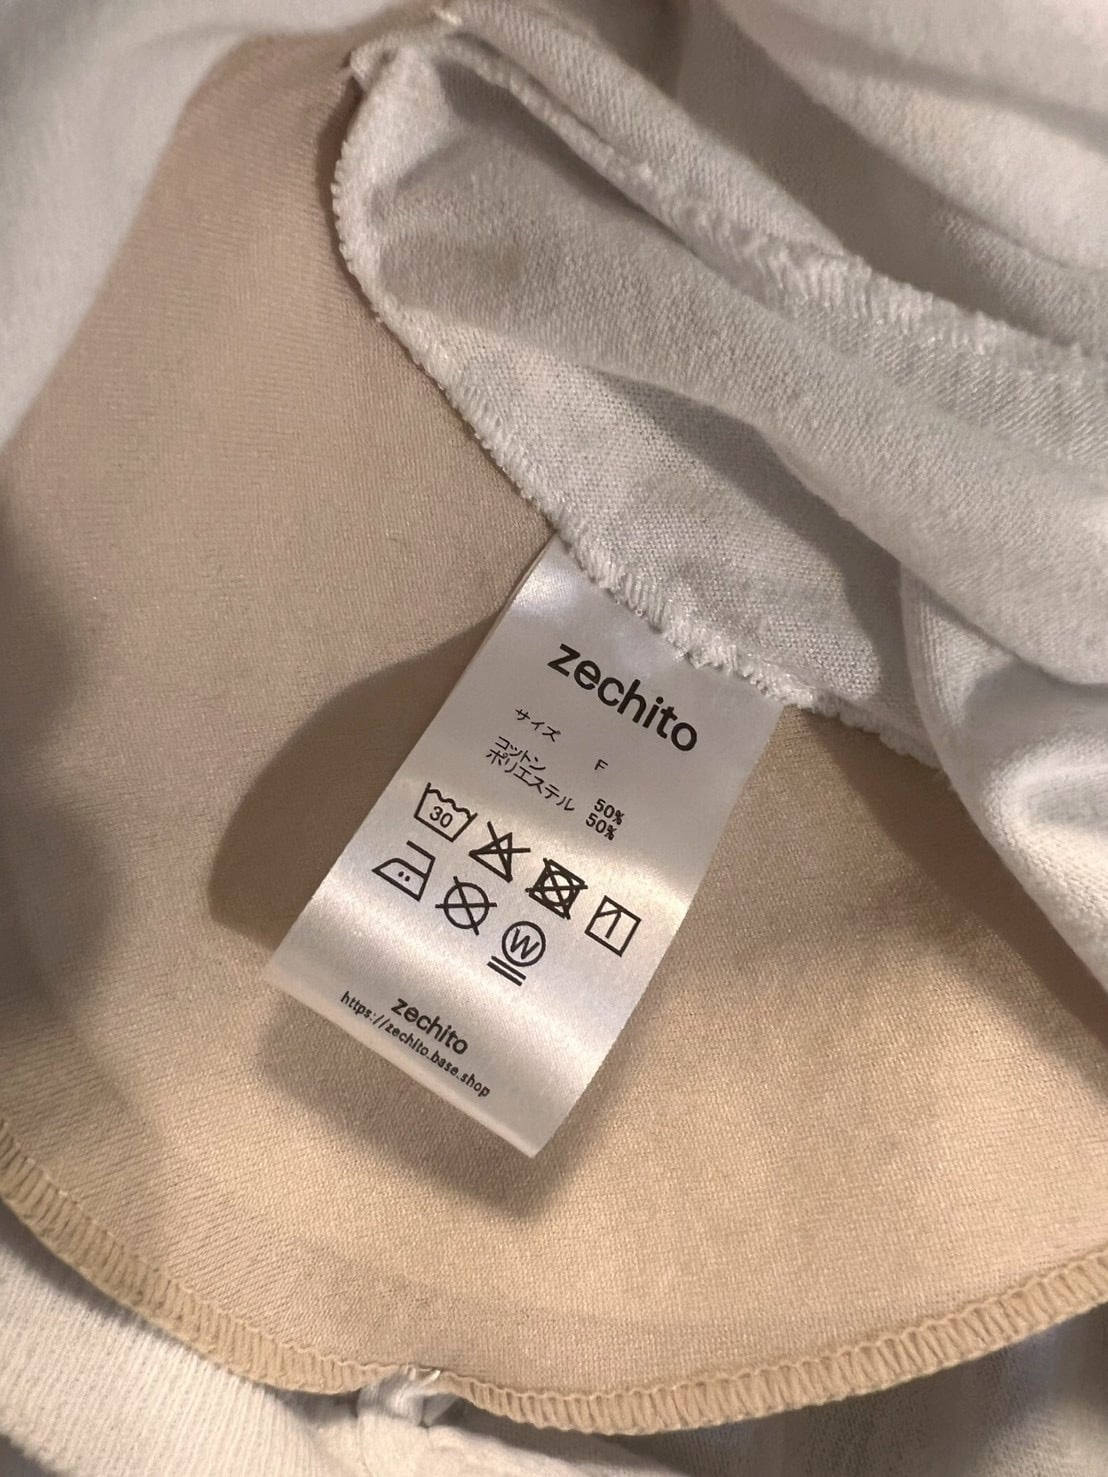 zechito
サイズ F
コットン 50%
ポリエステル 50%
30
W
zechito
https://zechito.base.shop